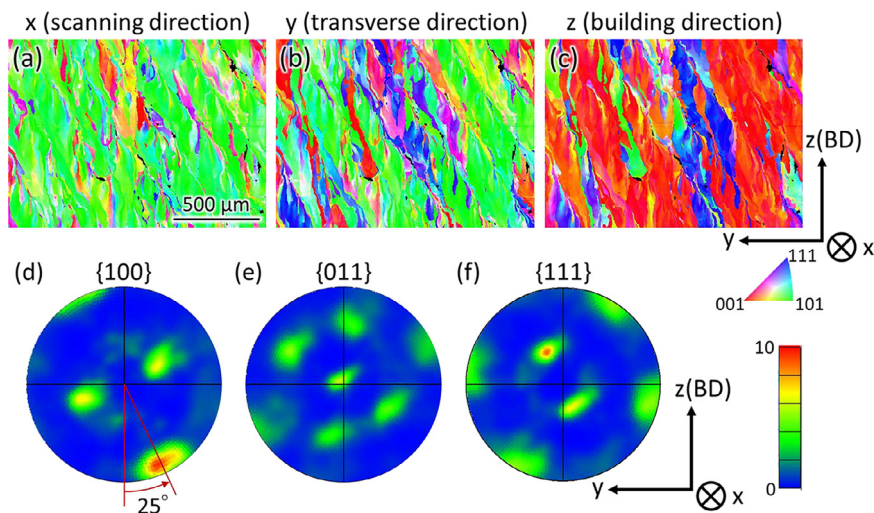 x (scanning direction)
y (transverse direction)
z (building direction)
(a)
(b)
(c)
500 μm
z(BD)
y
x
111
001
101
(d)
{100}
(e)
{011}
(f)
{111}
25°
10
0
z(BD)
y
x